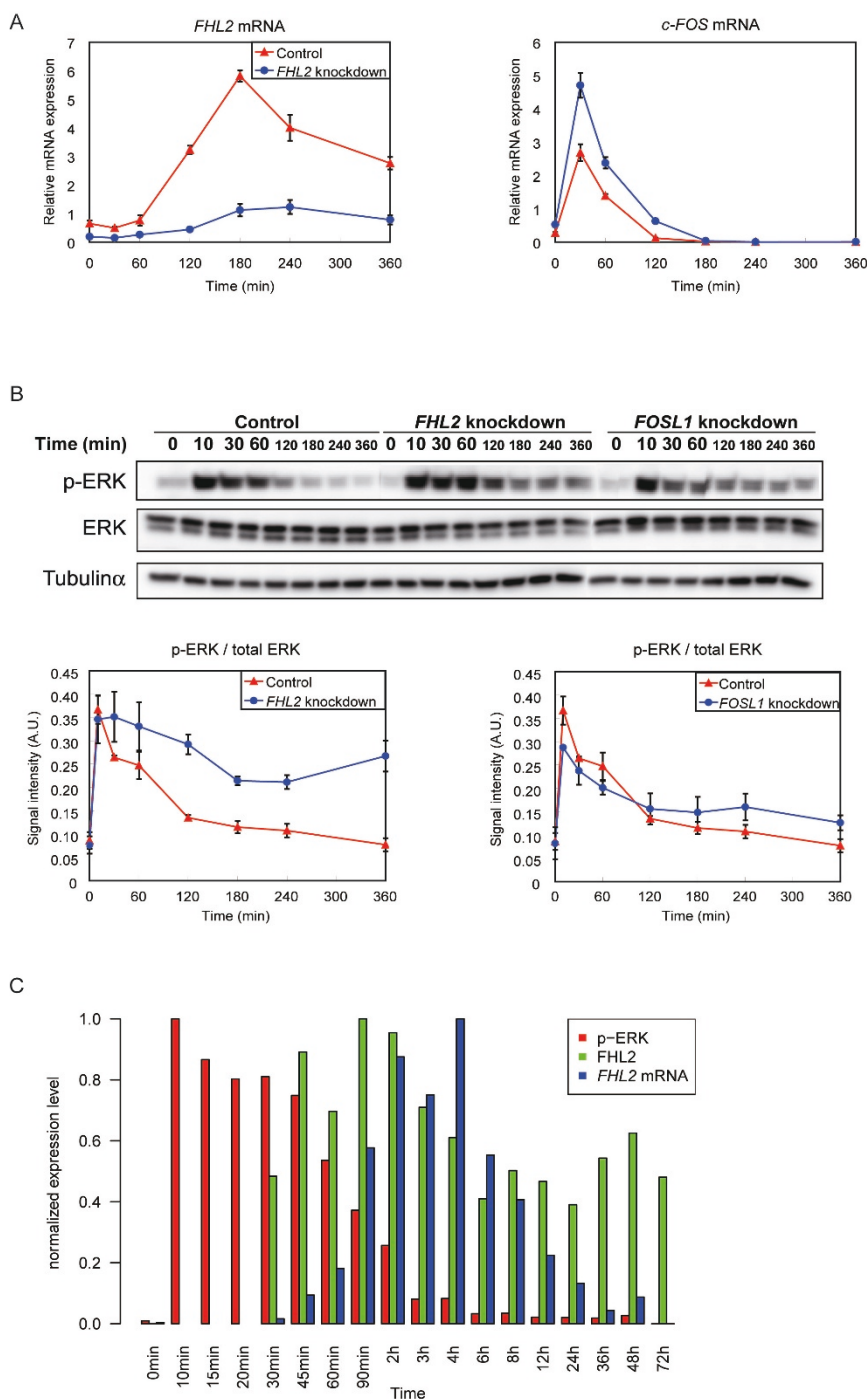 A
FHL2 mRNA
Control
FHL2 knockdown
Relative mRNA expression
7
6
5
4
3
2
1
0
0 60 120 180 240 300 360
Time (min)
c-FOS mRNA
Relative mRNA expression
6
5
4
3
2
1
0
0 60 120 180 240 300 360
Time (min)
B
Control FHL2 knockdown FOSL1 knockdown
Time (min) 0 10 30 60 120 180 240 360 0 10 30 60 120 180 240 360 0 10 30 60 120 180 240 360
p-ERK
ERK
Tubulinα
p-ERK / total ERK
Control
FHL2 knockdown
Signal intensity (A.U.)
0.45
0.40
0.35
0.30
0.25
0.20
0.15
0.10
0.05
0
0 60 120 180 240 300 360
Time (min)
p-ERK / total ERK
Control
FOSL1 knockdown
Signal intensity (A.U.)
0.45
0.40
0.35
0.30
0.25
0.20
0.15
0.10
0.05
0
0 60 120 180 240 300 360
Time (min)
C
p-ERK
FHL2
FHL2 mRNA
normalized expression level
1.0
0.8
0.6
0.4
0.2
0.0
0min 10min 15min 20min 30min 45min 60min 90min 2h 3h 4h 6h 8h 12h 24h 36h 48h 72h
Time